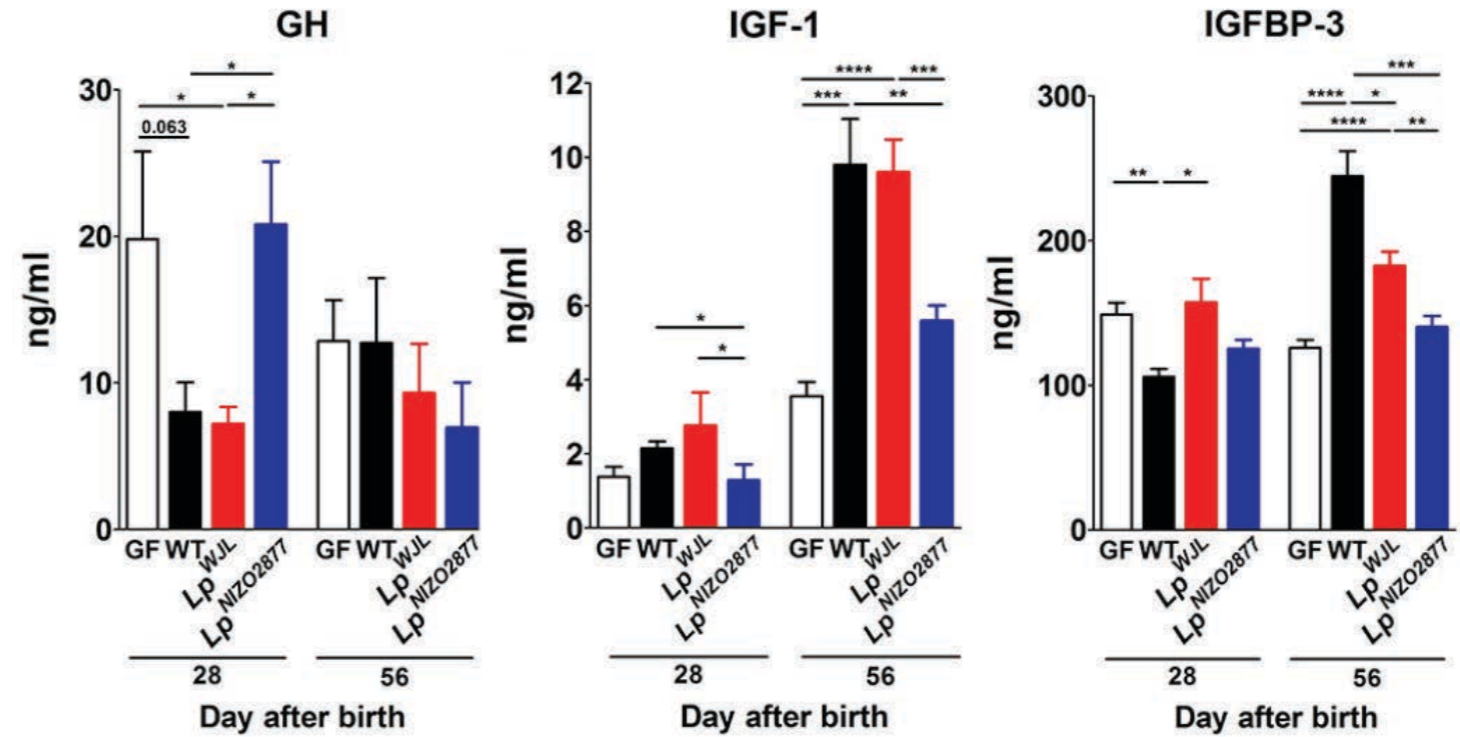 GH
ng/ml
30
20
10
0
*
*
*
0.063
GF WT Lp^WJL Lp^NIZO2877
GF WT Lp^WJL Lp^NIZO2877
28
56
Day after birth
IGF-1
ng/ml
12
10
8
6
4
2
0
**** ***
*** **
*
*
GF WT Lp^WJL Lp^NIZO2877
GF WT Lp^WJL Lp^NIZO2877
28
56
Day after birth
IGFBP-3
ng/ml
300
200
100
0
***
**** *
**** **
** *
GF WT Lp^WJL Lp^NIZO2877
GF WT Lp^WJL Lp^NIZO2877
28
56
Day after birth